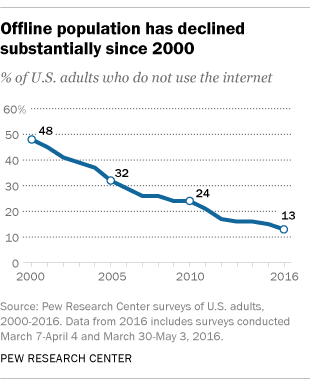 Offline population has declined
substantially since 2000
% of U.S. adults who do not use the internet
60%
50
40
30
20
10
0
48
32
24
13
2000
2005
2010
2016
Source: Pew Research Center surveys of U.S. adults,
2000-2016. Data from 2016 includes surveys conducted
March 7-April 4 and March 30-May 3, 2016.
PEW RESEARCH CENTER